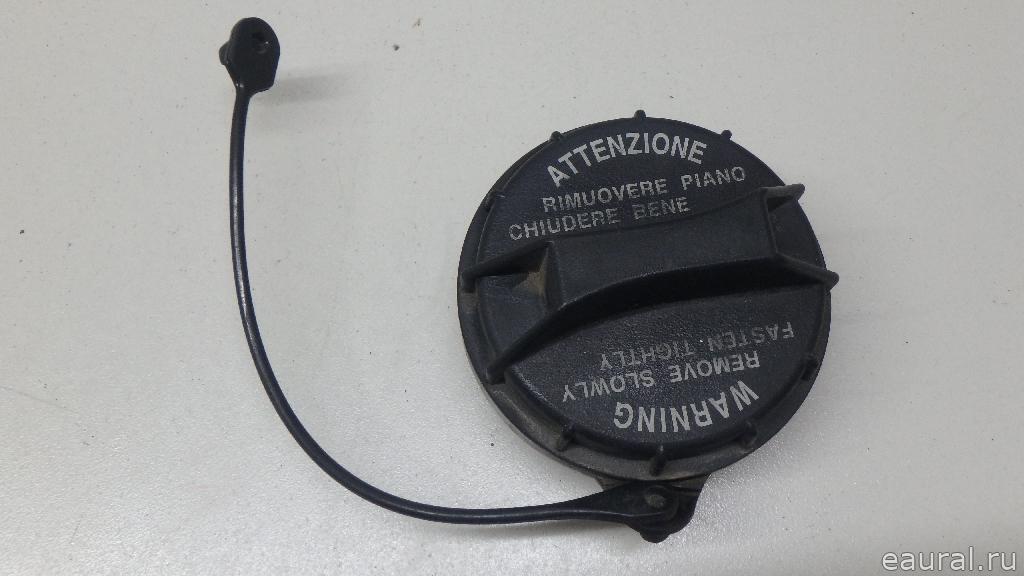 ATTENZIONE
RIMUOVERE PIANO
CHIUDERE BENE
WARNING
REMOVE SLOWLY
FASTEN TIGHTLY
eaural.ru